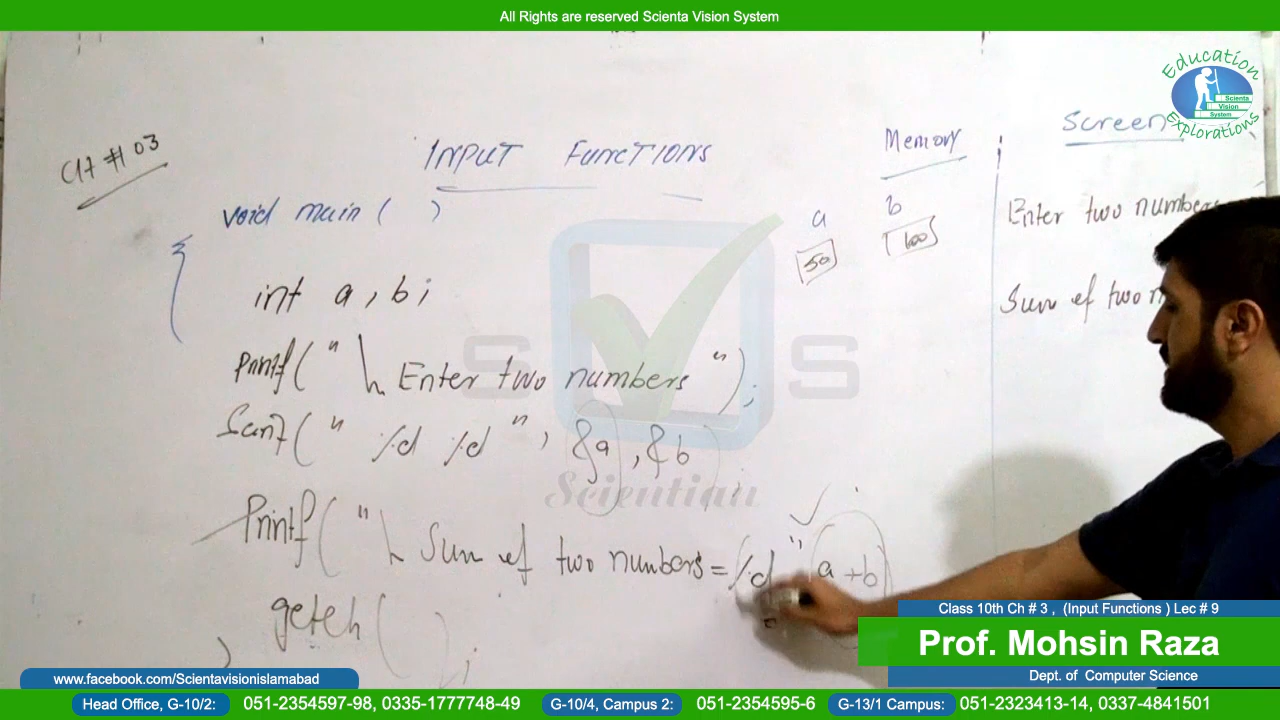 All Rights are reserved Scienta Vision System
Education
Scienta
Vision
System
Explorations
CH # 03
INPUT FUNCTIONS
Memory
Screen
void main ( )
{
a b
50 100
Enter two numbers
int a, b;
Sum of two n
Printf(" \n Enter two numbers ");
Scanf(" %d %d ", &a, &b );
S S
Scientian
Printf(" \n Sum of two numbers = %d " (a+b)
getch( );
Class 10th Ch # 3 , (Input Functions ) Lec # 9
Prof. Mohsin Raza
Dept. of Computer Science
www.facebook.com/Scientavisionislamabad
Head Office, G-10/2: 051-2354597-98, 0335-1777748-49 G-10/4, Campus 2: 051-2354595-6 G-13/1 Campus: 051-2323413-14, 0337-4841501